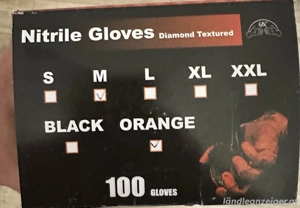 Nitrile Gloves Diamond Textured
S M L XL XXL
BLACK ORANGE
100 GLOVES
ländleanzeiger.at